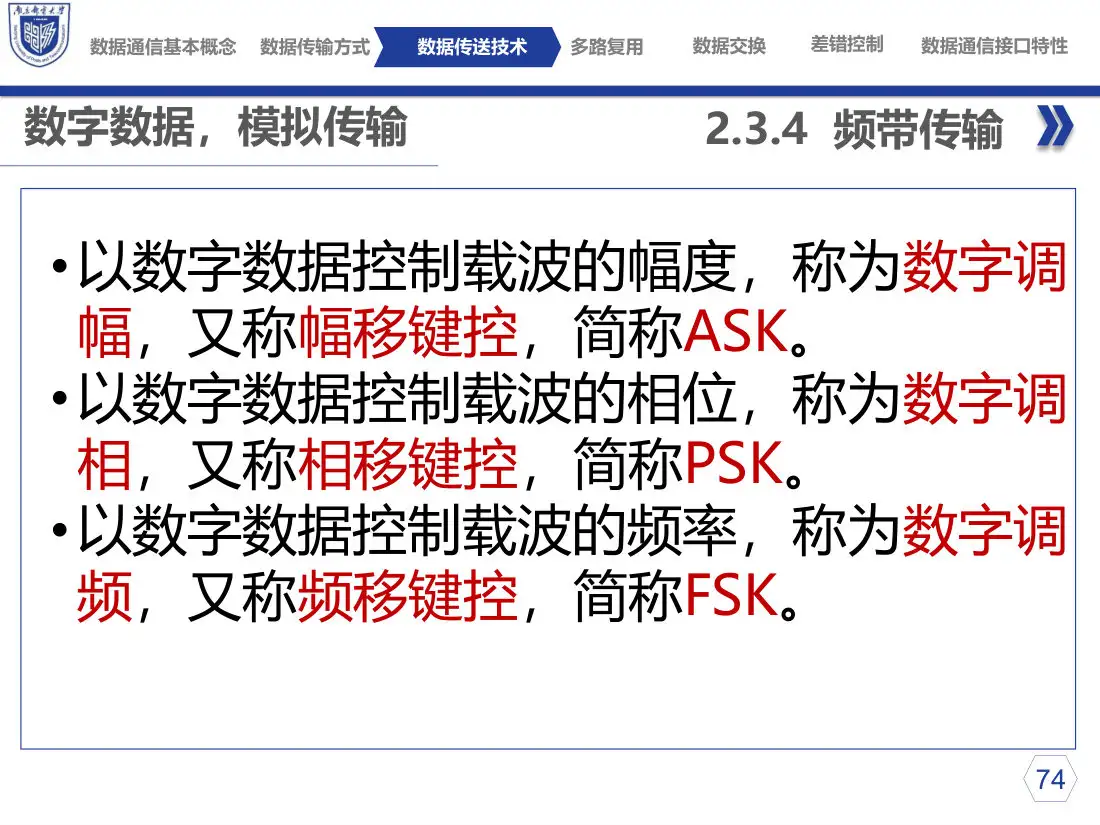 数据通信基本概念 数据传输方式 数据传送技术 多路复用 数据交换 差错控制 数据通信接口特性
数字数据，模拟传输
2.3.4 频带传输
•以数字数据控制载波的幅度，称为数字调
幅，又称幅移键控，简称ASK。
•以数字数据控制载波的相位，称为数字调
相，又称相移键控，简称PSK。
•以数字数据控制载波的频率，称为数字调
频，又称频移键控，简称FSK。
74